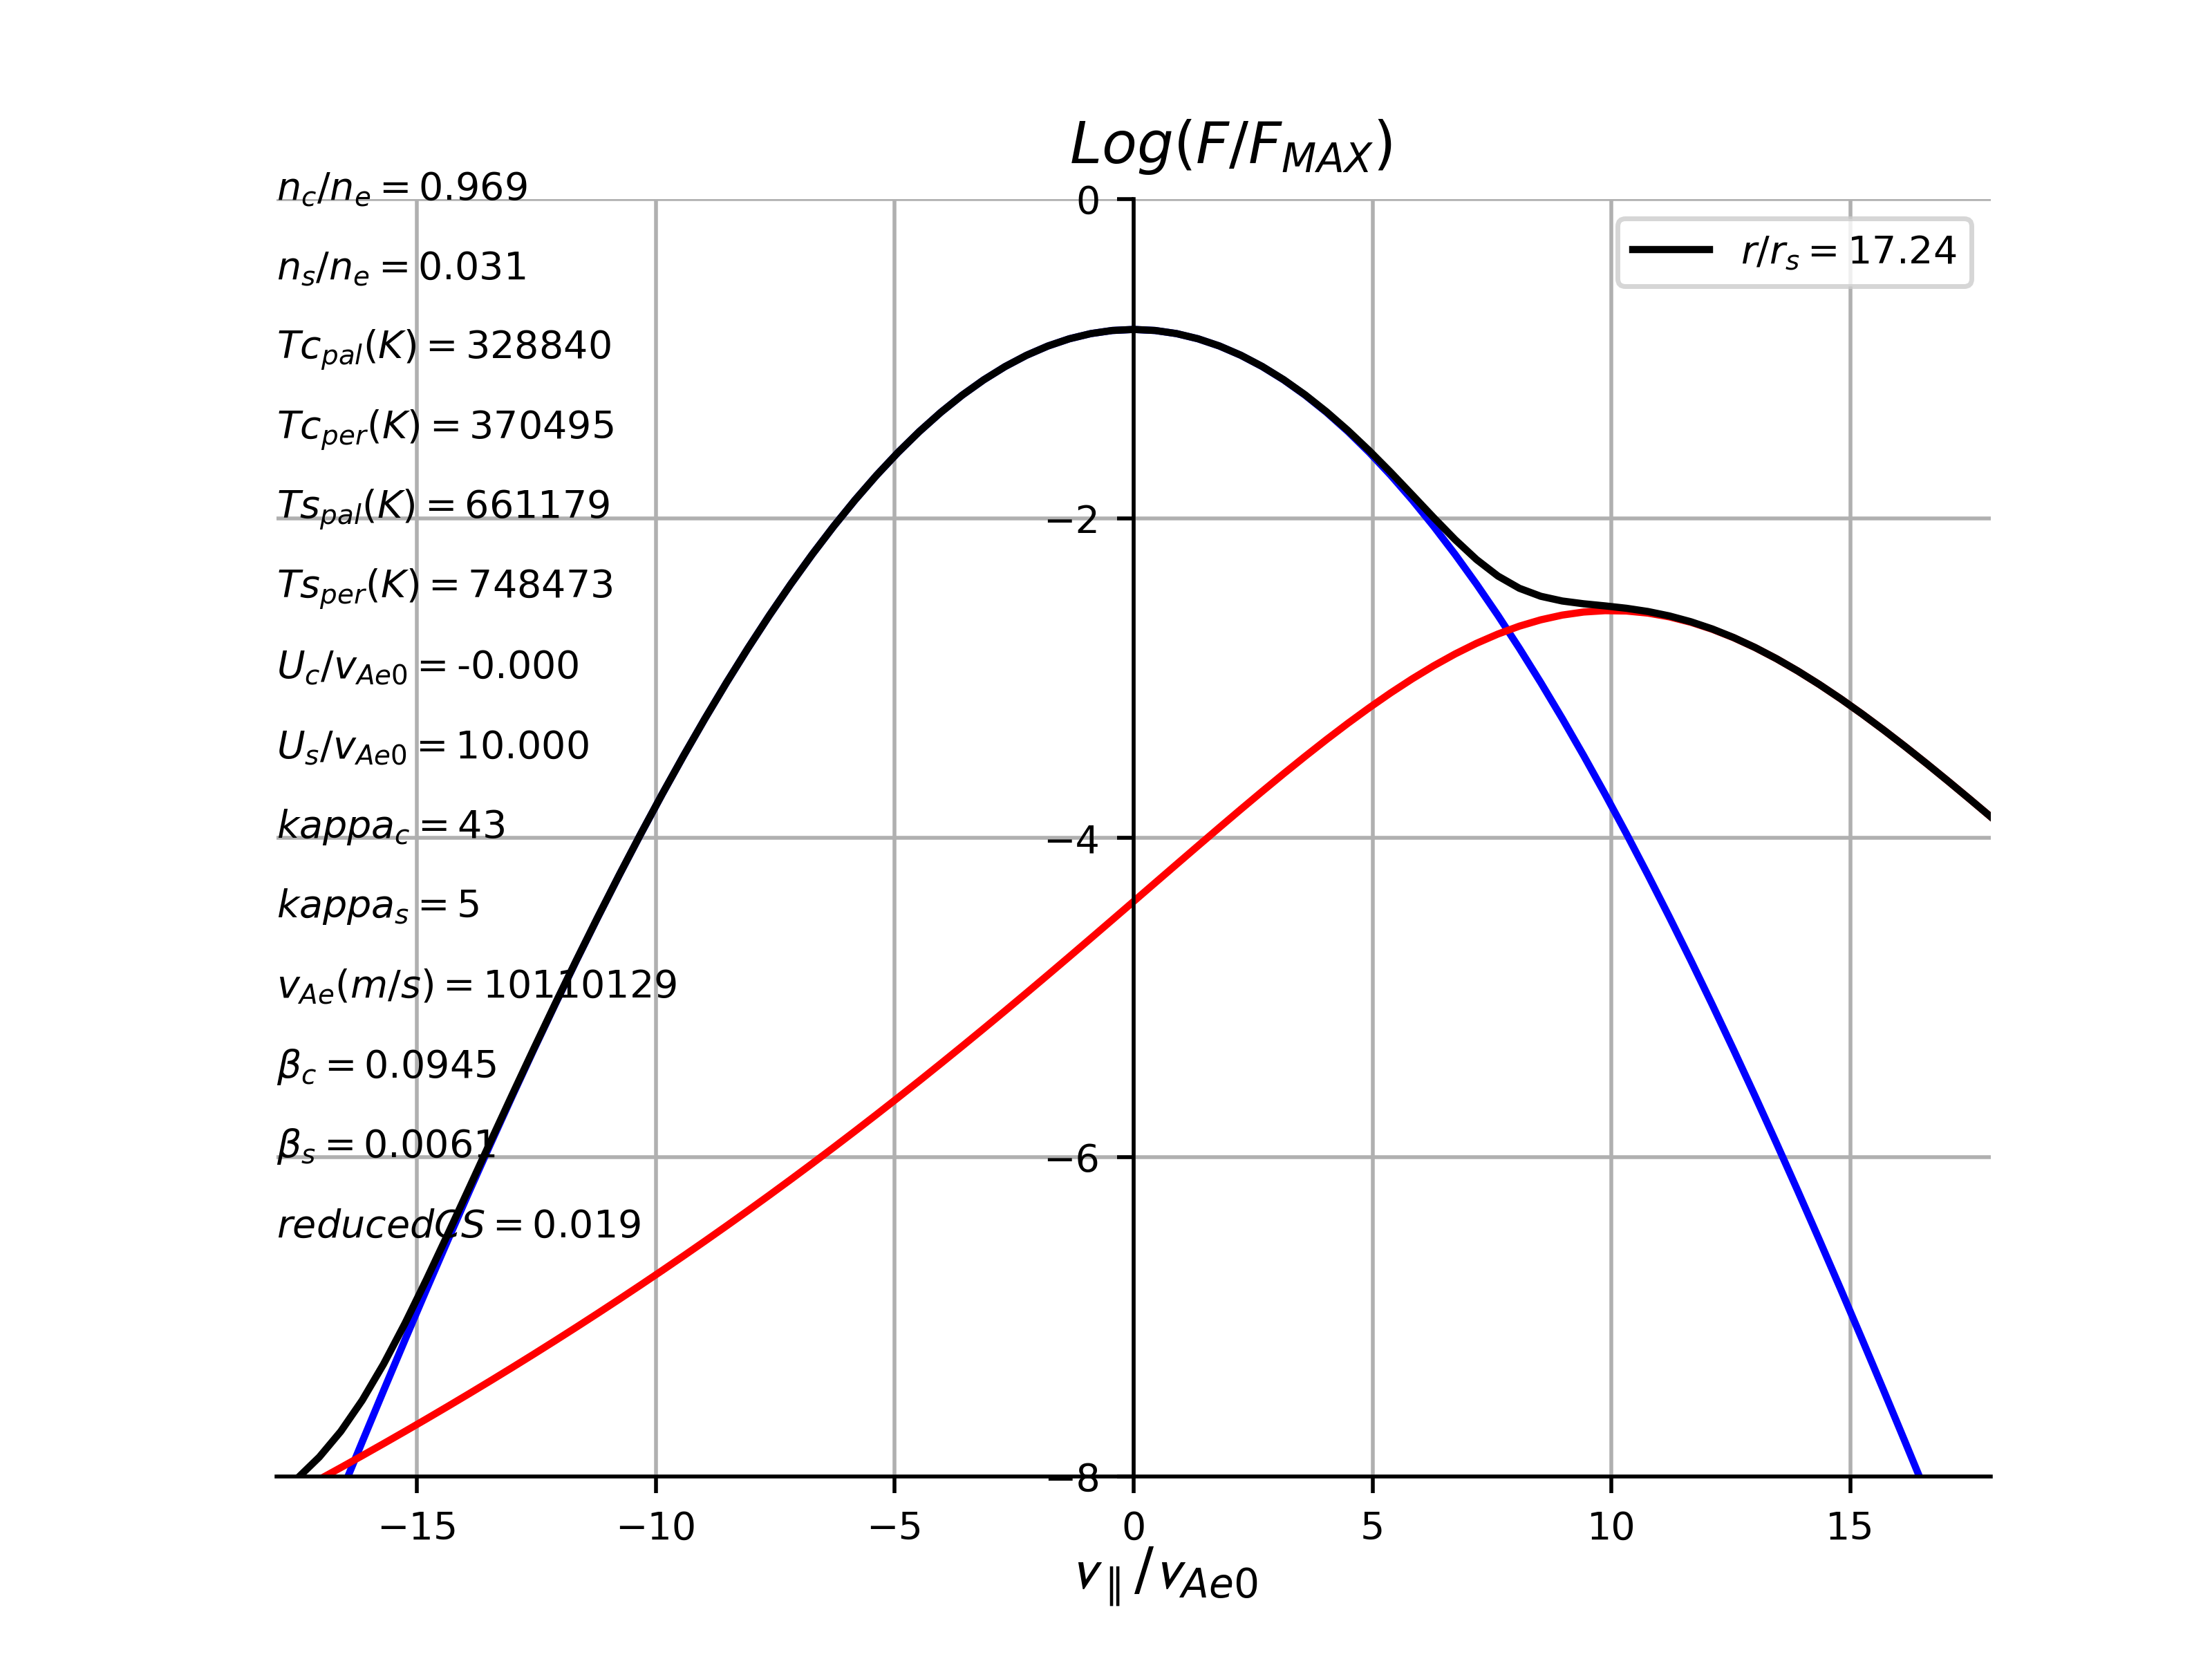 Log(F/F_MAX)
n_c/n_e = 0.969
0
r/r_s = 17.24
n_s/n_e = 0.031
Tc_pal(K) = 328840
Tc_per(K) = 370495
Ts_pal(K) = 661179
−2
Ts_per(K) = 748473
U_c/v_Ae0 = -0.000
U_s/v_Ae0 = 10.000
kappa_c = 43
−4
kappa_s = 5
v_Ae(m/s) = 10110129
β_c = 0.0945
β_s = 0.0061
−6
reducedCS = 0.019
−8
−15 −10 −5 0 5 10 15
v_∥/v_Ae0